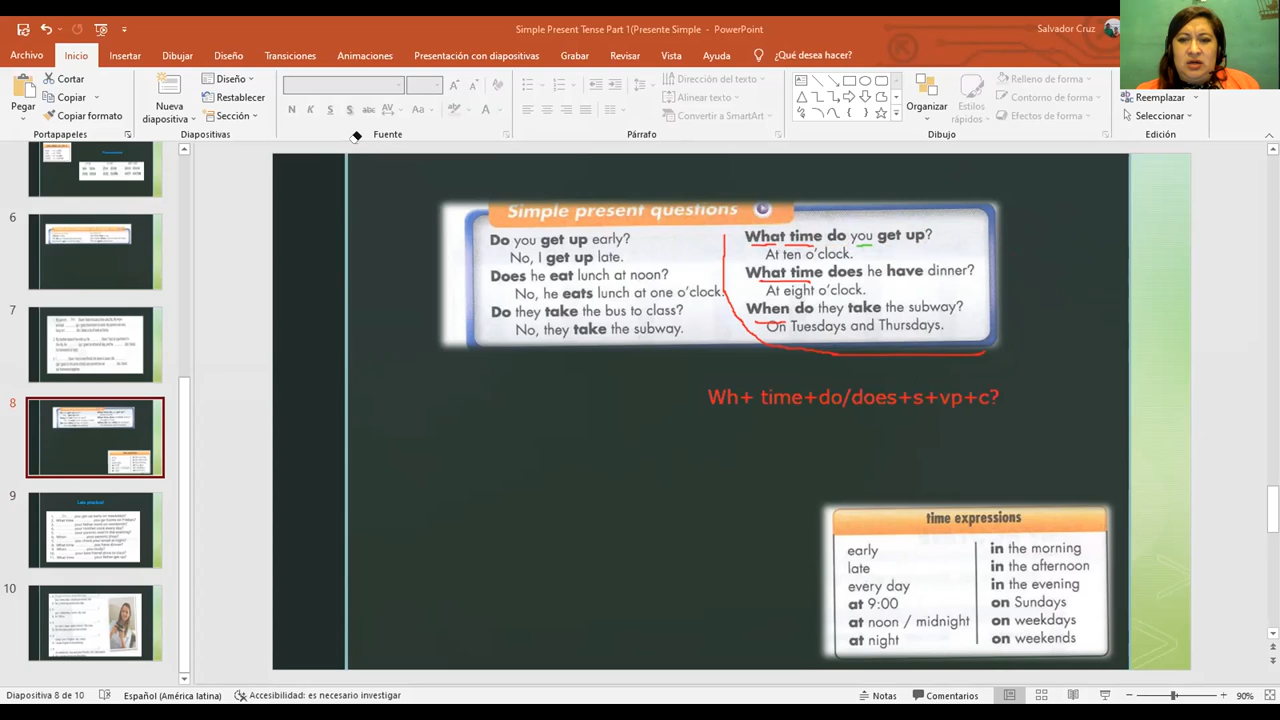 Simple Present Tense Part 1(Presente Simple - PowerPoint
Salvador Cruz
Archivo Inicio Insertar Dibujar Diseño Transiciones Animaciones Presentación con diapositivas Grabar Revisar Vista Ayuda ¿Qué desea hacer?
Pegar
Cortar
Copiar
Copiar formato
Portapapeles
Nueva diapositiva
Diseño
Restablecer
Sección
Diapositivas
N K S S abc AV Aa A
Fuente
Dirección del texto
Alinear texto
Convertir a SmartArt
Párrafo
Organizar
Estilos rápidos
Relleno de forma
Contorno de forma
Efectos de forma
Dibujo
Reemplazar
Seleccionar
Edición
6
7
8
9
10
Simple present questions
Do you get up early?
No, I get up late.
Does he eat lunch at noon?
No, he eats lunch at one o'clock.
Do they take the bus to class?
No, they take the subway.
What time do you get up?
At ten o'clock.
What time does he have dinner?
At eight o'clock.
When do they take the subway?
On Tuesdays and Thursdays.
Wh+ time+do/does+s+vp+c?
time expressions
early
late
every day
at 9:00
at noon / midnight
at night
in the morning
in the afternoon
in the evening
on Sundays
on weekdays
on weekends
Diapositiva 8 de 10 Español (América latina) Accesibilidad: es necesario investigar Notas Comentarios 90%